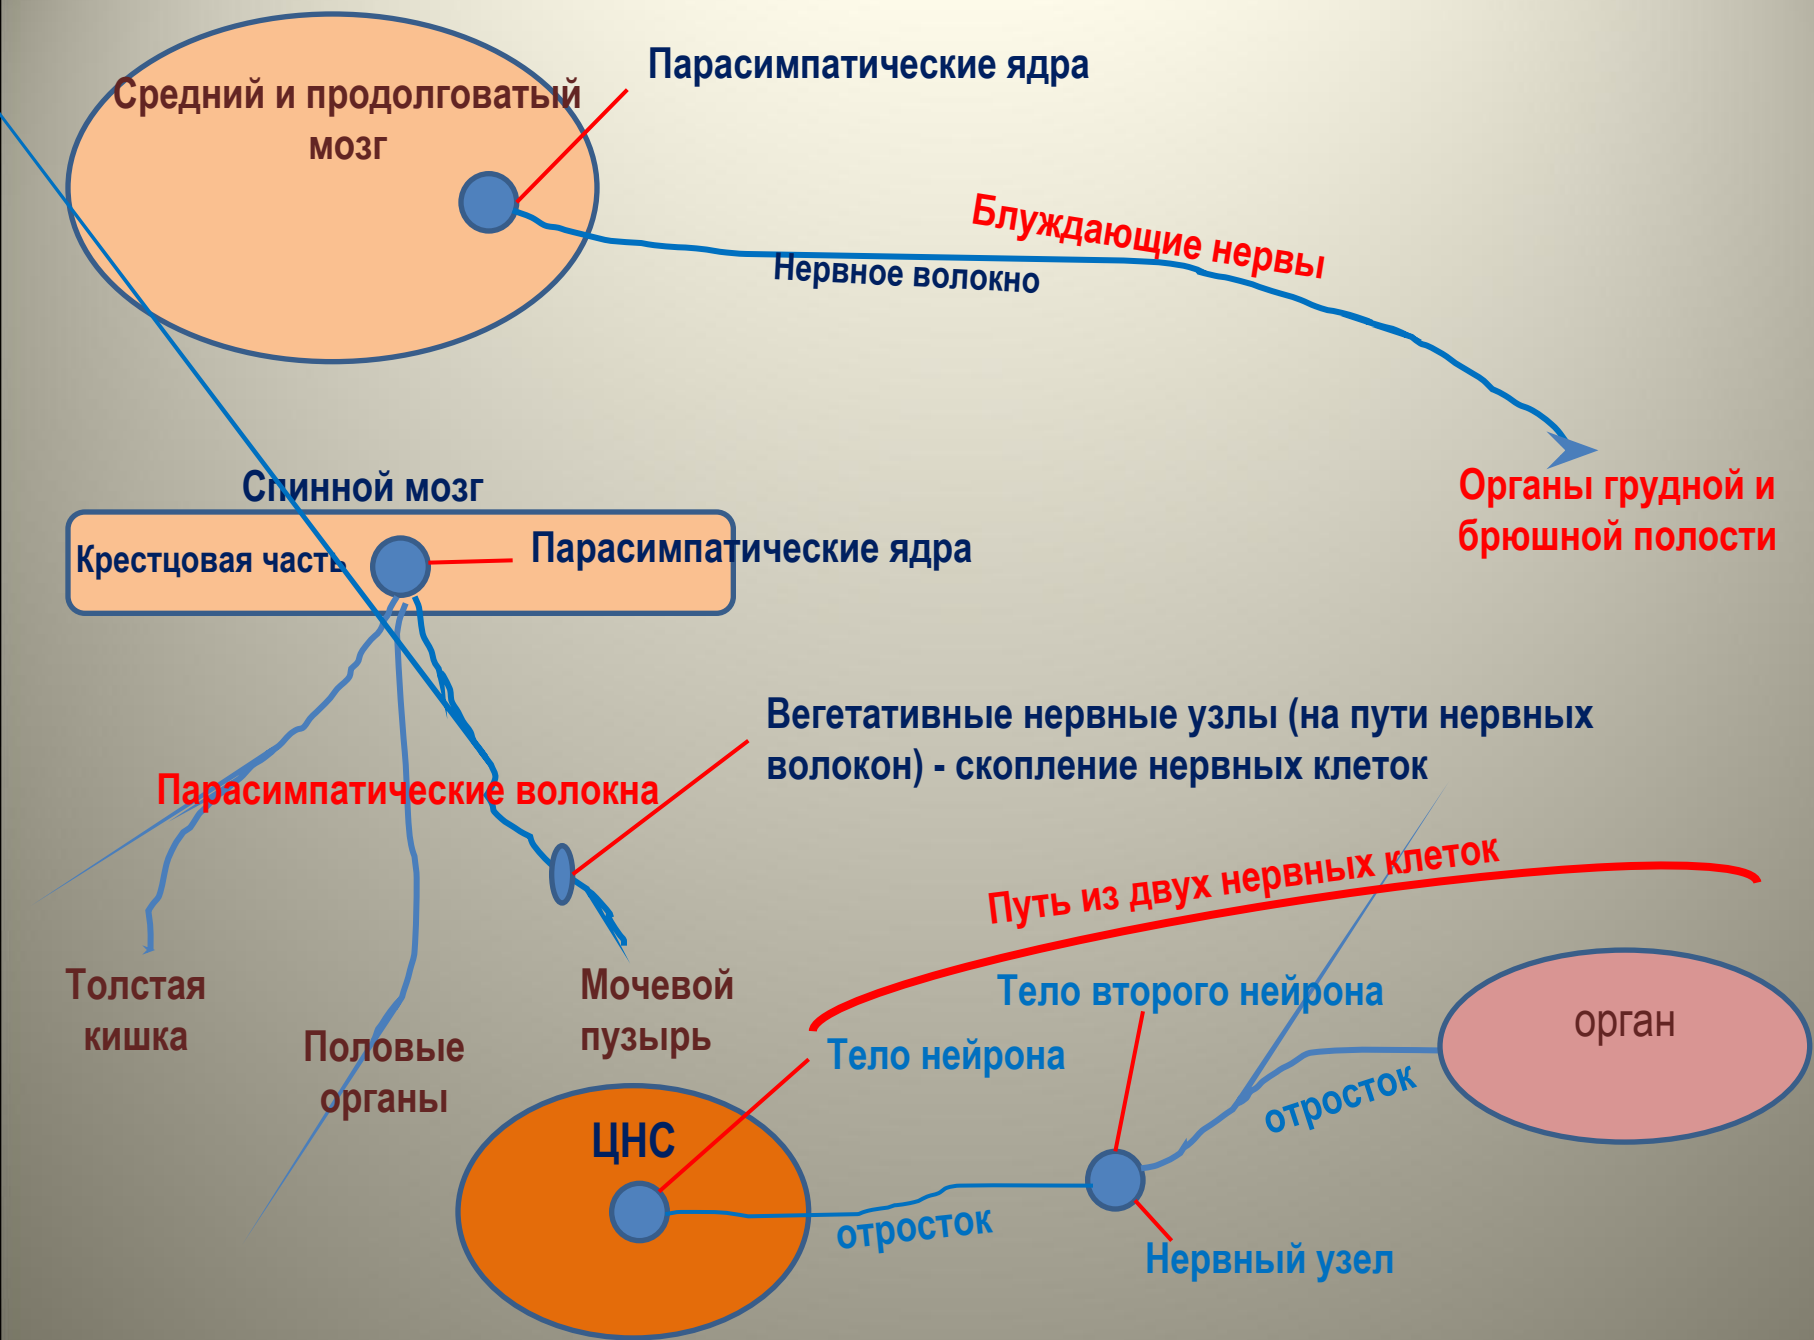 Парасимпатические ядра
Средний и продолговатый
мозг
Блуждающие нервы
Нервное волокно
Органы грудной и
брюшной полости
Спинной мозг
Крестцовая часть
Парасимпатические ядра
Вегетативные нервные узлы (на пути нервных
волокон) - скопление нервных клеток
Парасимпатические волокна
Путь из двух нервных клеток
Толстая
кишка
Половые
органы
Мочевой
пузырь
Тело второго нейрона
Тело нейрона
орган
отросток
ЦНС
отросток
Нервный узел